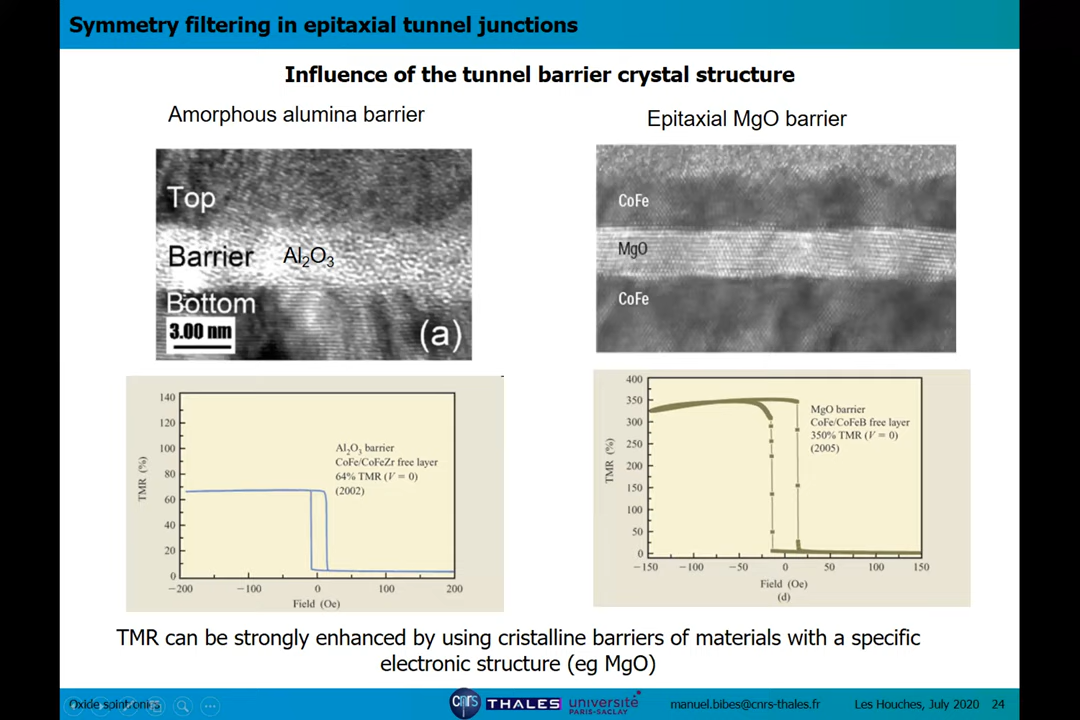 Symmetry filtering in epitaxial tunnel junctions
Influence of the tunnel barrier crystal structure
Amorphous alumina barrier
Epitaxial MgO barrier
Top
Barrier
Al2O3
Bottom
3.00 nm
(a)
CoFe
MgO
CoFe
140
120
100
80
60
40
20
0
TMR (%)
Al2O3 barrier
CoFe/CoFeZr free layer
64% TMR (V = 0)
(2002)
−200
−100
0
100
200
Field (Oe)
400
350
300
250
200
150
100
50
0
TMR (%)
MgO barrier
CoFe/CoFeB free layer
350% TMR (V = 0)
(2005)
−150
−100
−50
0
50
100
150
Field (Oe)
(d)
TMR can be strongly enhanced by using cristalline barriers of materials with a specific
electronic structure (eg MgO)
Oxide spintronics
cnrs
THALES
université
PARIS-SACLAY
manuel.bibes@cnrs-thales.fr
Les Houches, July 2020
24